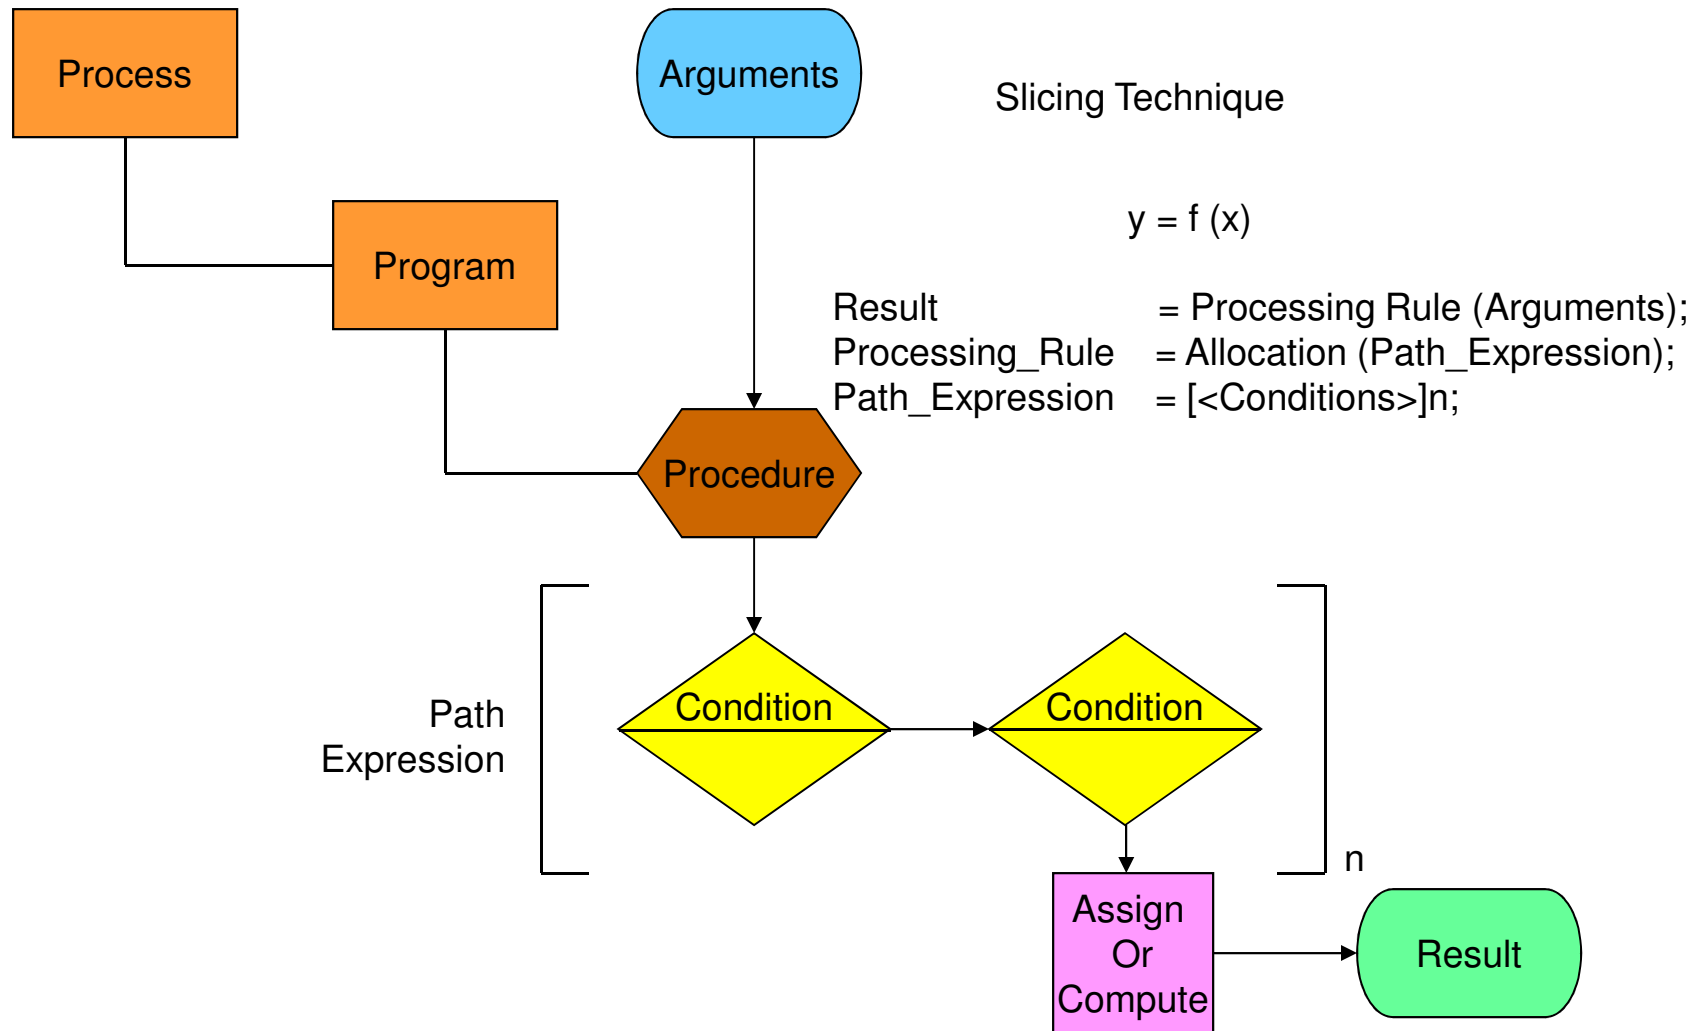 Process
Arguments
Slicing Technique
Program
y = f (x)
Result = Processing Rule (Arguments);
Processing_Rule = Allocation (Path_Expression);
Path_Expression = [<Conditions>]n;
Procedure
Path
Expression
Condition
Condition
n
Assign
Or
Compute
Result